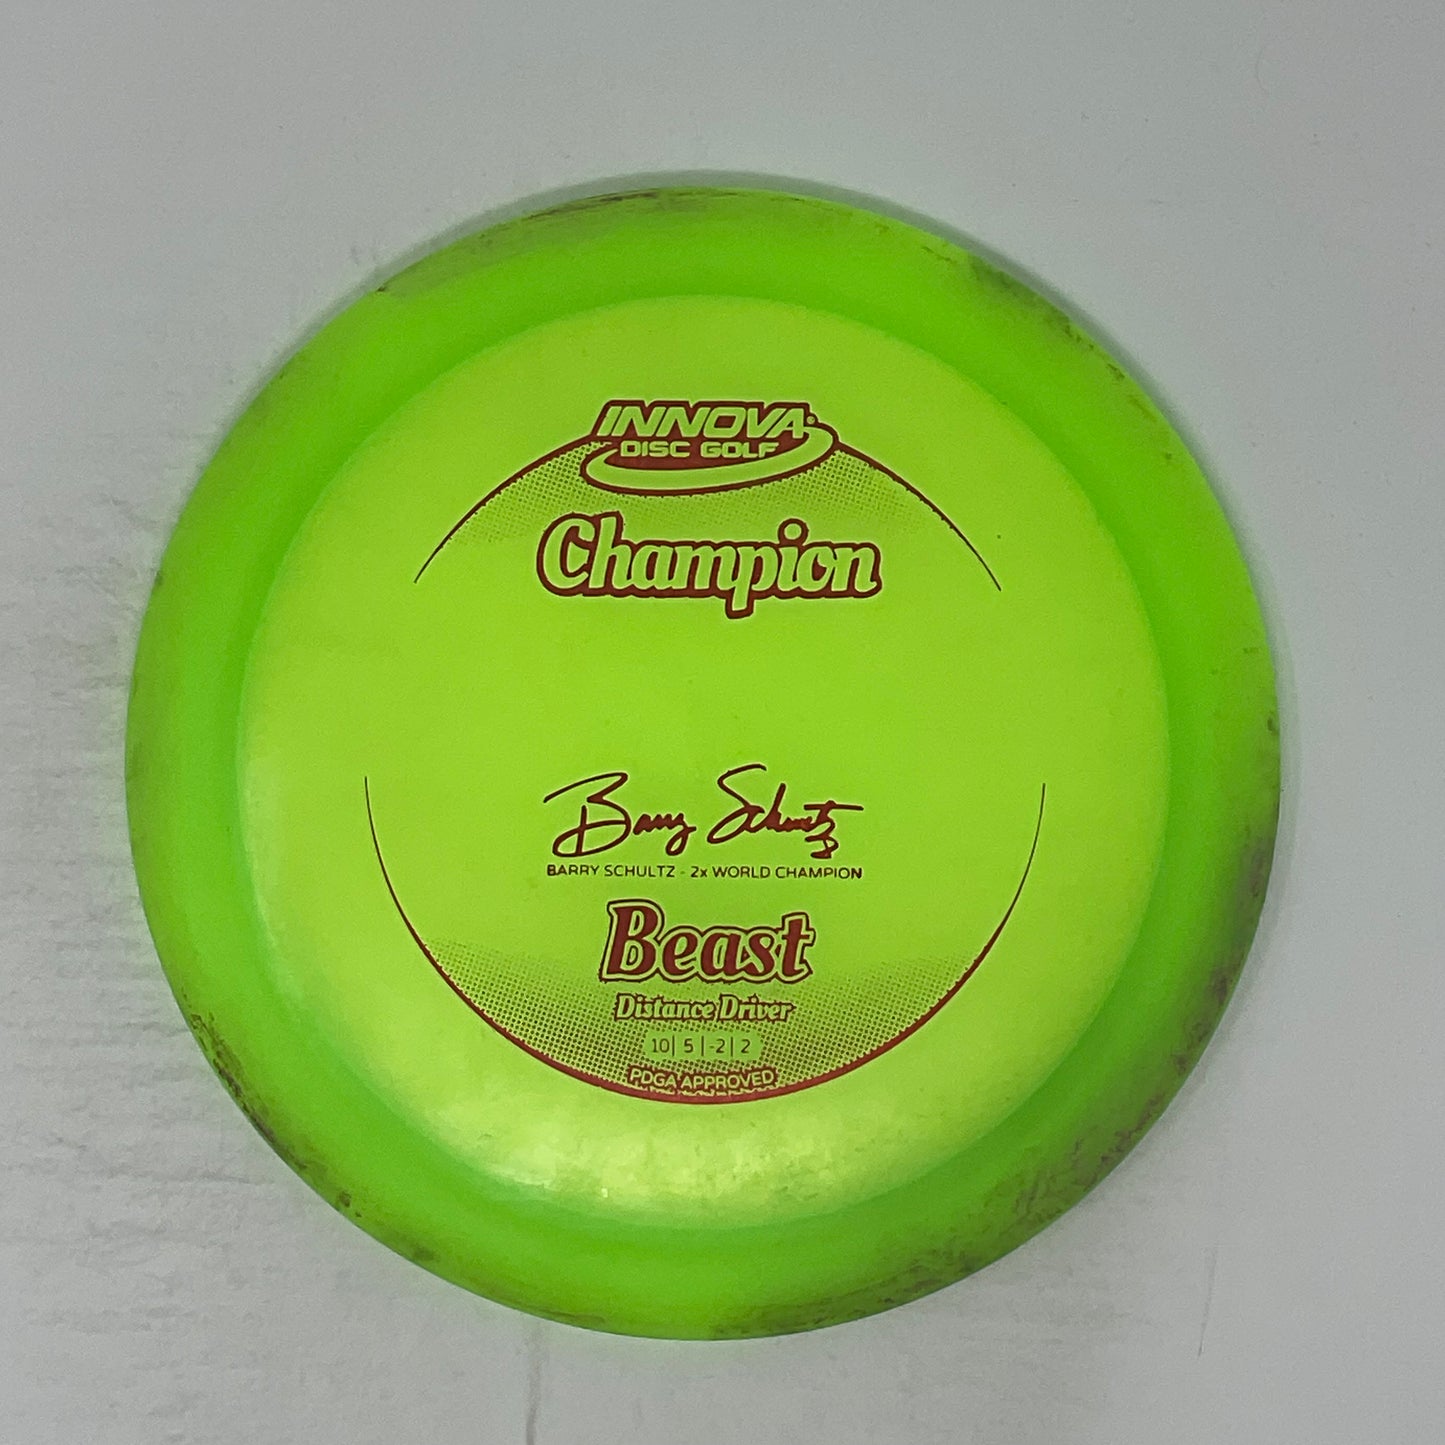 INNOVA®
DISC GOLF
Champion
Barry Schultz
BARRY SCHULTZ - 2x WORLD CHAMPION
Beast
Distance Driver
10| 5 |-2| 2
PDGA APPROVED